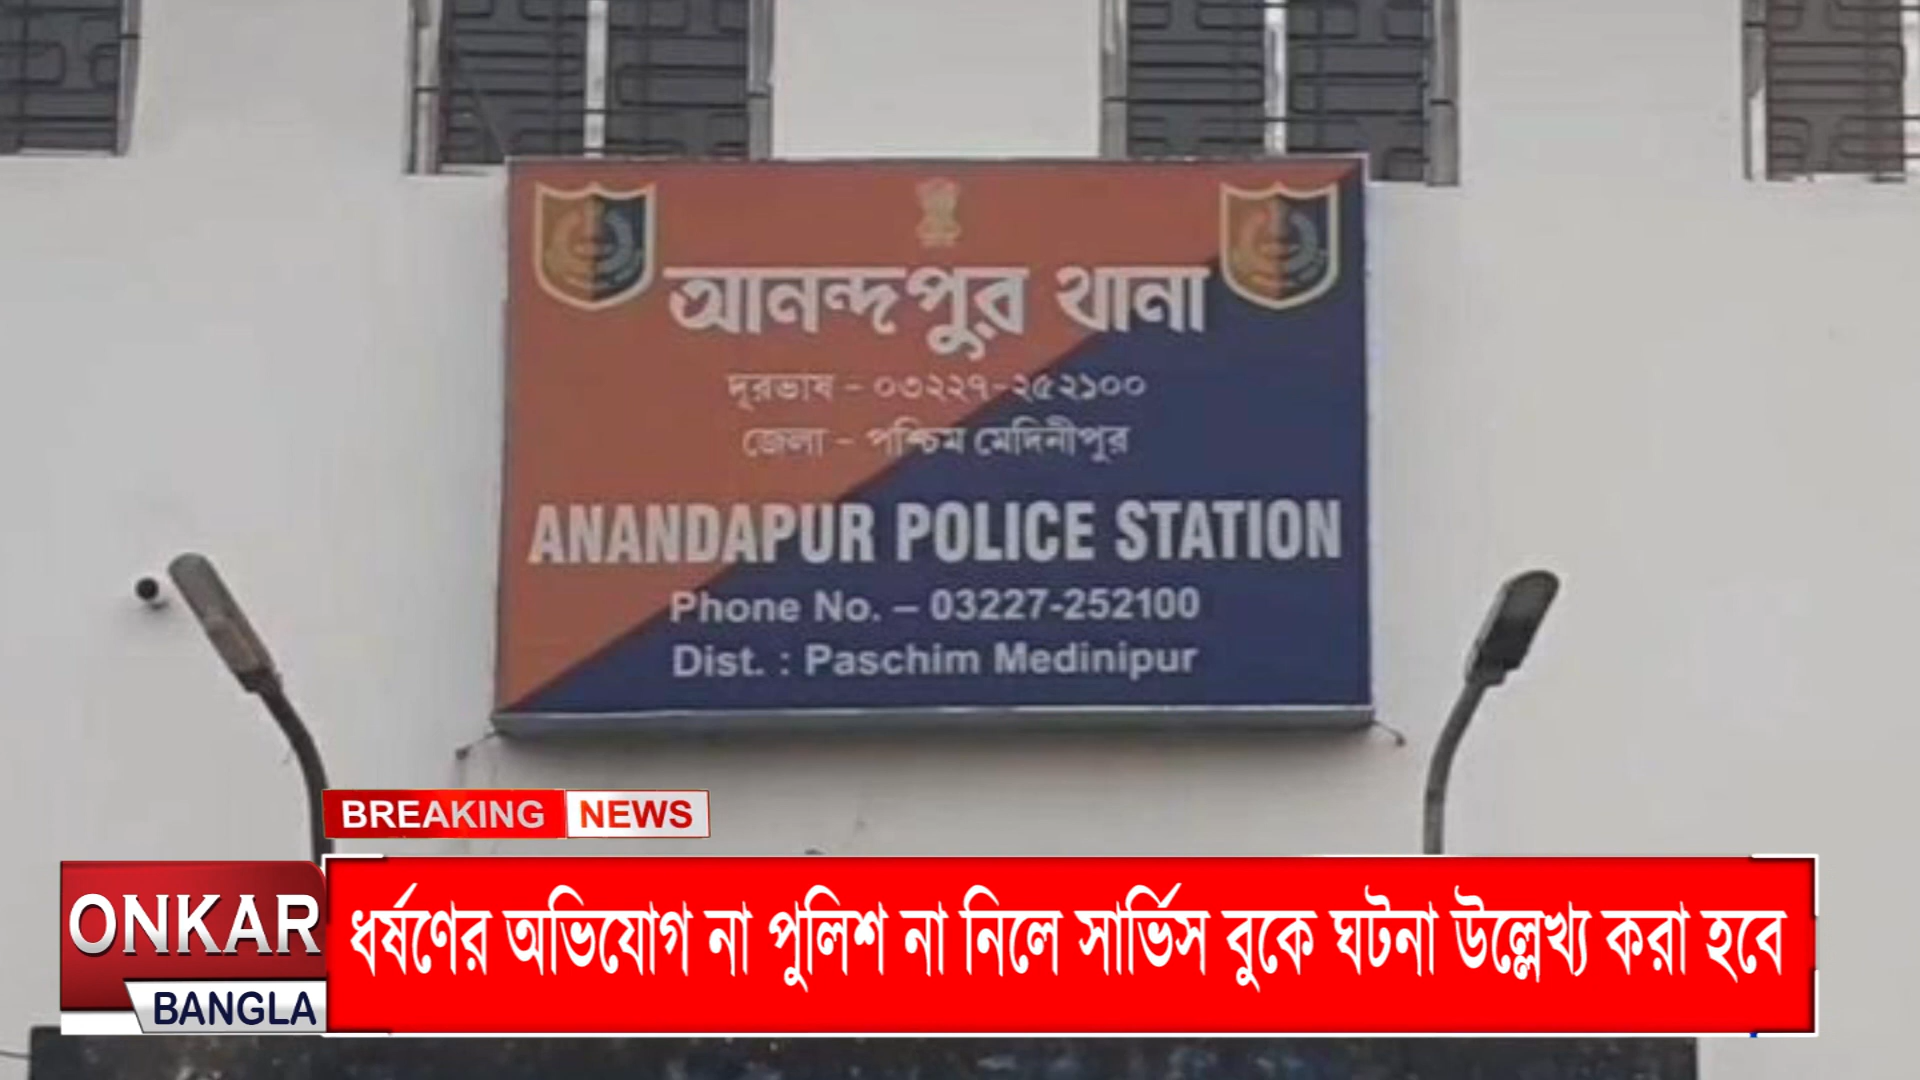 আনন্দপুর থানা
দূরভাষ - ০৩২২৭-২৫২১০০
জেলা - পশ্চিম মেদিনীপুর
ANANDAPUR POLICE STATION
Phone No. – 03227-252100
Dist. : Paschim Medinipur
BREAKING NEWS
ONKAR
BANGLA
ধর্ষণের অভিযোগ না পুলিশ না নিলে সার্ভিস বুকে ঘটনা উল্লেখ্য করা হবে